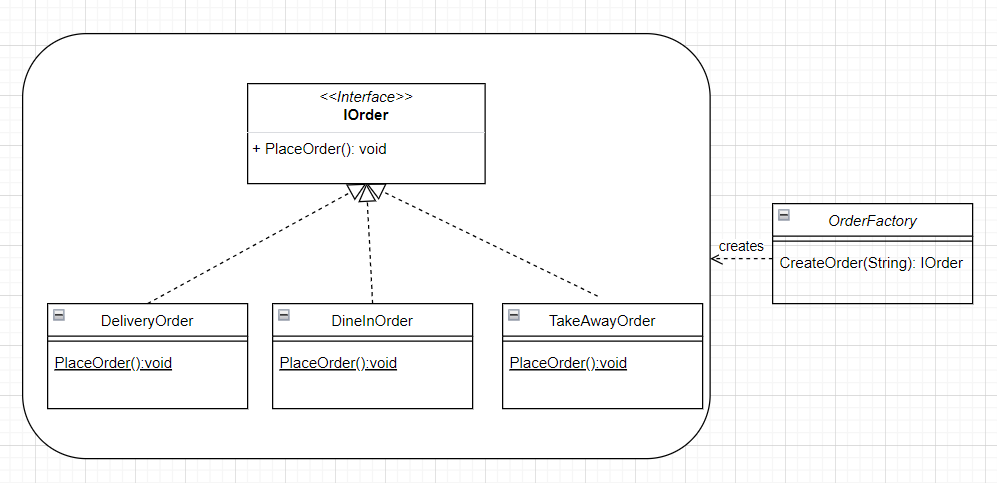 <<Interface>>
IOrder
+ PlaceOrder(): void
creates
OrderFactory
CreateOrder(String): IOrder
DeliveryOrder
PlaceOrder():void
DineInOrder
PlaceOrder():void
TakeAwayOrder
PlaceOrder():void